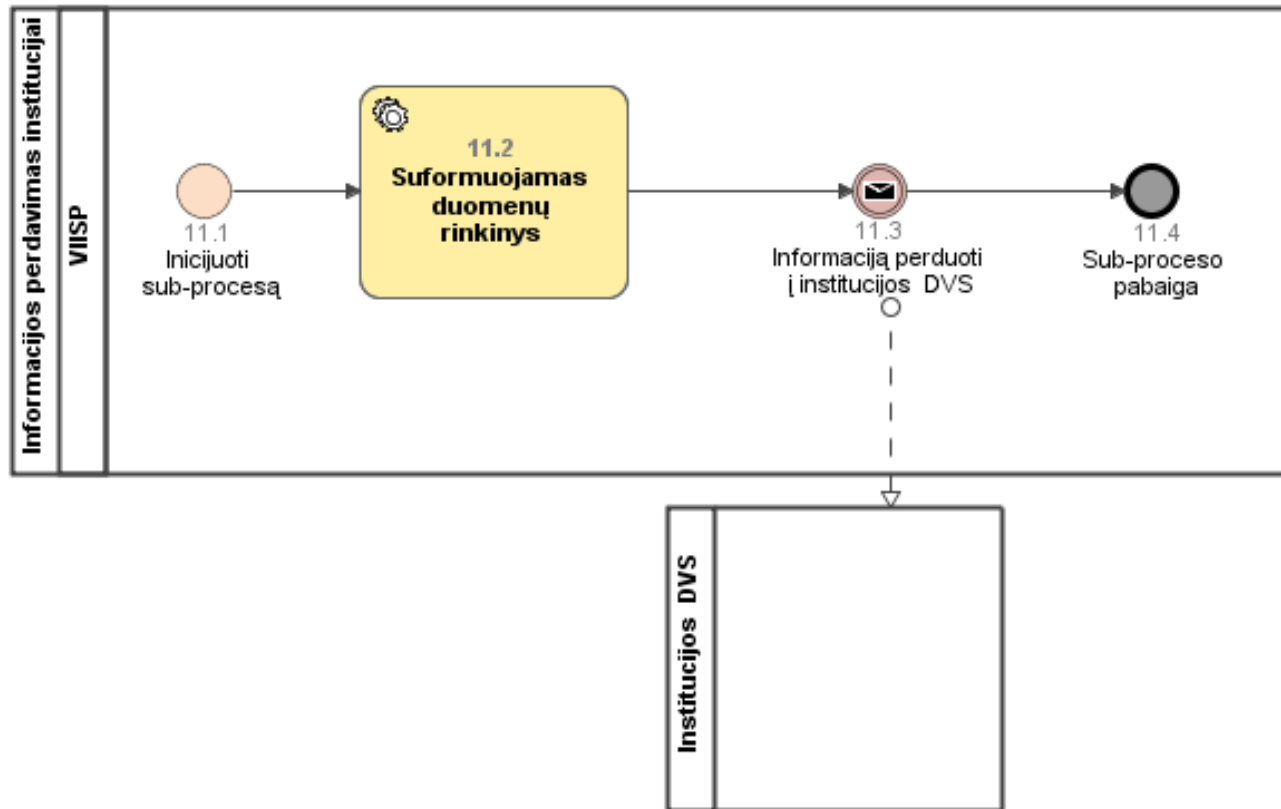 Informacijos perdavimas institucijai
VIISP
11.1
Inicijuoti
sub-procesą
11.2
Suformuojamas
duomenų
rinkinys
11.3
Informaciją perduoti
į institucijos DVS
11.4
Sub-proceso
pabaiga
Institucijos DVS